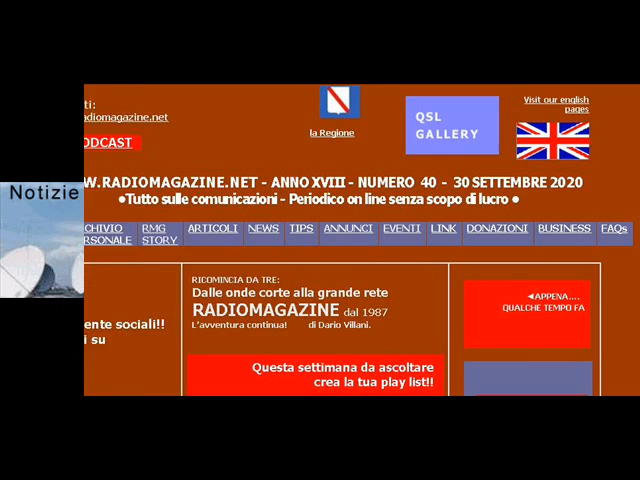 ti:
adiomagazine.net
la Regione
QSL
GALLERY
Visit our english
pages
ODCAST
W.RADIOMAGAZINE.NET - ANNO XVIII - NUMERO 40 - 30 SETTEMBRE 2020
●Tutto sulle comunicazioni - Periodico on line senza scopo di lucro ●
Notizie
CHIVIO
RSONALE
RMG
STORY
ARTICOLI
NEWS
TIPS
ANNUNCI
EVENTI
LINK
DONAZIONI
BUSINESS
FAQs
ente sociali!!
i su
RICOMINCIA DA TRE:
Dalle onde corte alla grande rete
RADIOMAGAZINE dal 1987
L'avventura continua! di Dario Villani.
Questa settimana da ascoltare
crea la tua play list!!
◄APPENA....
QUALCHE TEMPO FA